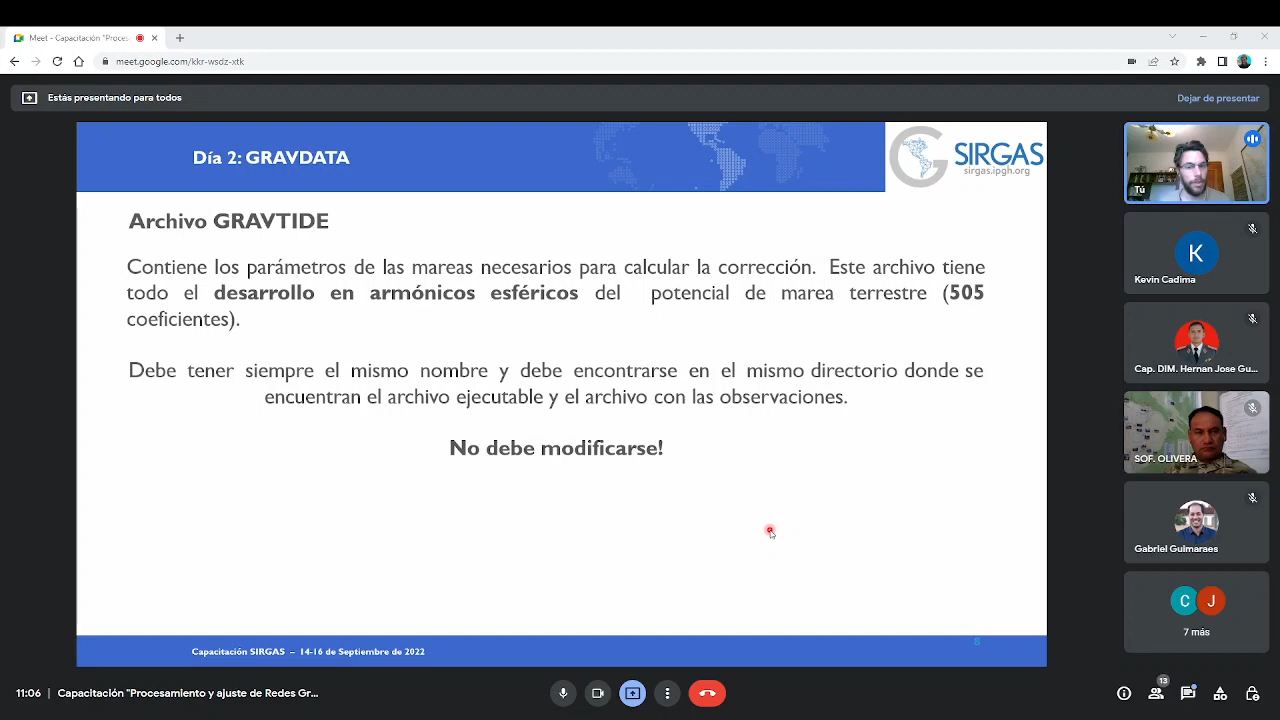 Meet - Capacitación "Proces
meet.google.com/kkr-wsdz-xtk
Estás presentando para todos
Dejar de presentar
Día 2: GRAVDATA
SIRGAS
sirgas.ipgh.org
Archivo GRAVTIDE
Contiene los parámetros de las mareas necesarios para calcular la corrección. Este archivo tiene
todo el desarrollo en armónicos esféricos del potencial de marea terrestre (505
coeficientes).
Debe tener siempre el mismo nombre y debe encontrarse en el mismo directorio donde se
encuentran el archivo ejecutable y el archivo con las observaciones.
No debe modificarse!
8
Capacitación SIRGAS – 14-16 de Septiembre de 2022
Tú
K
Kevin Cadima
Cap. DIM. Hernan Jose Gu...
SOF. OLIVERA
Gabriel Guimaraes
C J
7 más
11:06 | Capacitación "Procesamiento y ajuste de Redes Gr...
13